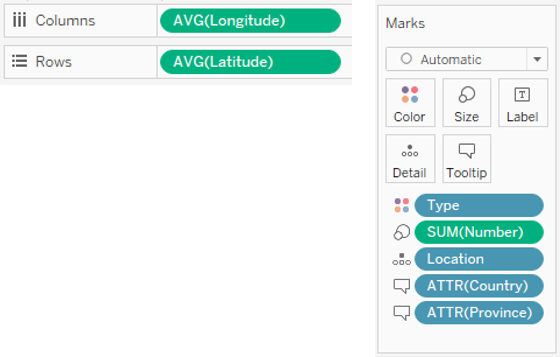 Columns
AVG(Longitude)
Rows
AVG(Latitude)
Marks
Automatic
Color
Size
Label
Detail
Tooltip
Type
SUM(Number)
Location
ATTR(Country)
ATTR(Province)